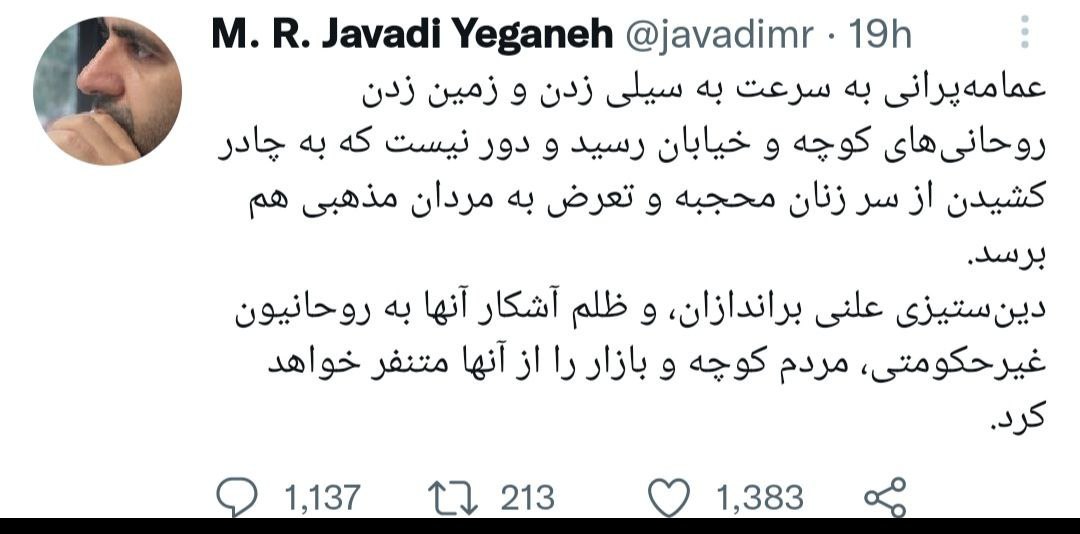 M. R. Javadi Yeganeh @javadimr · 19h
عمامه‌پرانی به سرعت به سیلی زدن و زمین زدن
روحانی‌های کوچه و خیابان رسید و دور نیست که به چادر
کشیدن از سر زنان محجبه و تعرض به مردان مذهبی هم
برسد.
دین‌ستیزی علنی براندازان، و ظلم آشکار آنها به روحانیون
غیرحکومتی، مردم کوچه و بازار را از آنها متنفر خواهد
کرد.
1,137 213 1,383